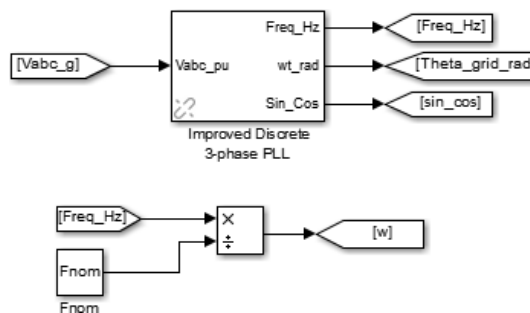 Freq_Hz
[Freq_Hz]
[Vabc_g]
Vabc_pu
wt_rad
[Theta_grid_rad
Sin_Cos
[sin_cos]
Improved Discrete
3-phase PLL
[Freq_Hz]
×
÷
[w]
Fnom
Fnom